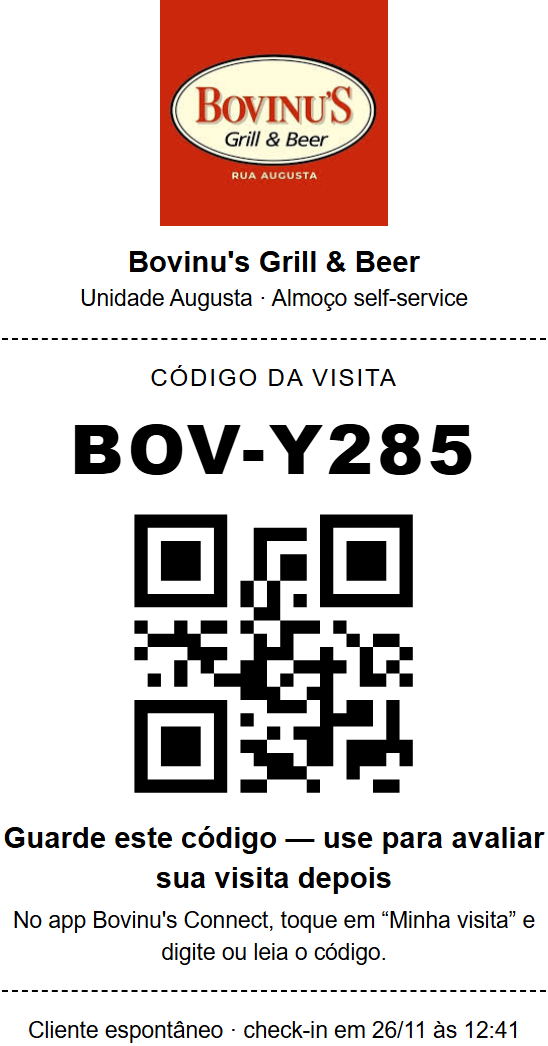 BOVINU'S
Grill & Beer
RUA AUGUSTA
Bovinu's Grill & Beer
Unidade Augusta · Almoço self-service
CÓDIGO DA VISITA
BOV-Y285
Guarde este código — use para avaliar
sua visita depois
No app Bovinu's Connect, toque em “Minha visita” e
digite ou leia o código.
Cliente espontâneo · check-in em 26/11 às 12:41